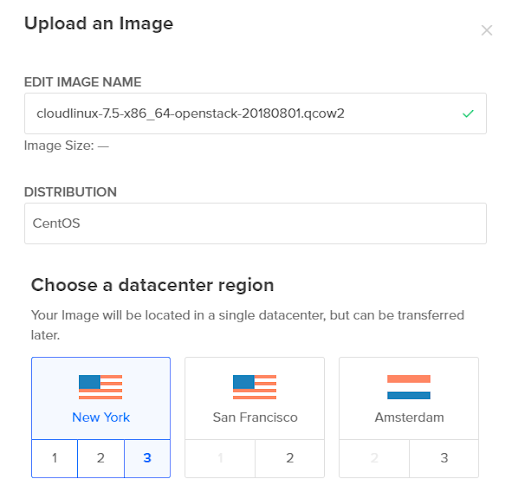 Upload an Image
EDIT IMAGE NAME
cloudlinux-7.5-x86_64-openstack-20180801.qcow2
Image Size: —
DISTRIBUTION
CentOS
Choose a datacenter region
Your Image will be located in a single datacenter, but can be transferred
later.
New York
San Francisco
Amsterdam
1 2 3
1 2
2 3